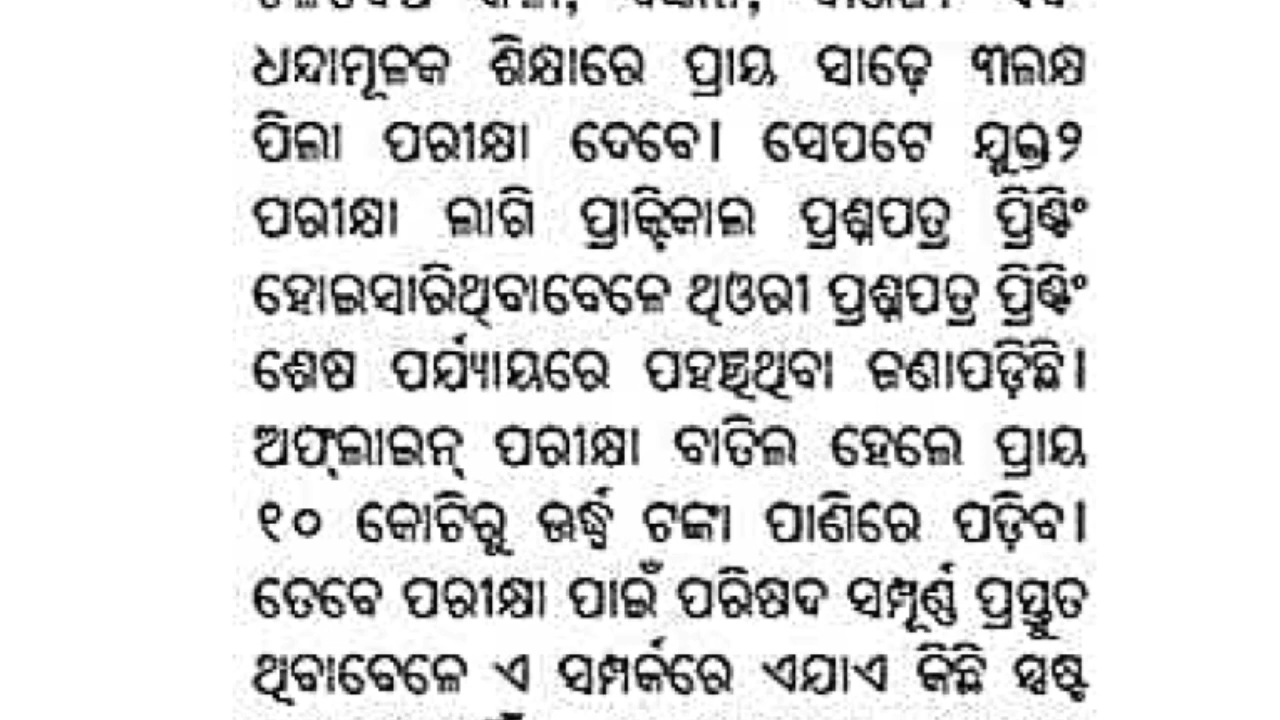 ଧନ୍ଦାମୂଳକ ଶିକ୍ଷାରେ ପ୍ରାୟ ସାଢ଼େ ୩ଲକ୍ଷ
ପିଲା ପରୀକ୍ଷା ଦେବେ। ସେପଟେ ଯୁକ୍ତ୨
ପରୀକ୍ଷା ଲାଗି ପ୍ରାକ୍ଟିକାଲ ପ୍ରଶ୍ନପତ୍ର ପ୍ରିଣ୍ଟିଂ
ହୋଇସାରିଥିବାବେଳେ ଥିଓରୀ ପ୍ରଶ୍ନପତ୍ର ପ୍ରିଣ୍ଟିଂ
ଶେଷ ପର୍ଯ୍ୟାୟରେ ପହଞ୍ଚିଥିବା ଜଣାପଡ଼ିଛି।
ଅଫ୍‌ଲାଇନ୍ ପରୀକ୍ଷା ବାତିଲ ହେଲେ ପ୍ରାୟ
୧୦ କୋଟିରୁ ଊର୍ଦ୍ଧ୍ୱ ଟଙ୍କା ପାଣିରେ ପଡ଼ିବ।
ତେବେ ପରୀକ୍ଷା ପାଇଁ ପରିଷଦ ସମ୍ପୂର୍ଣ୍ଣ ପ୍ରସ୍ତୁତ
ଥିବାବେଳେ ଏ ସମ୍ପର୍କରେ ଏଯାଏ କିଛି ସ୍ପଷ୍ଟ